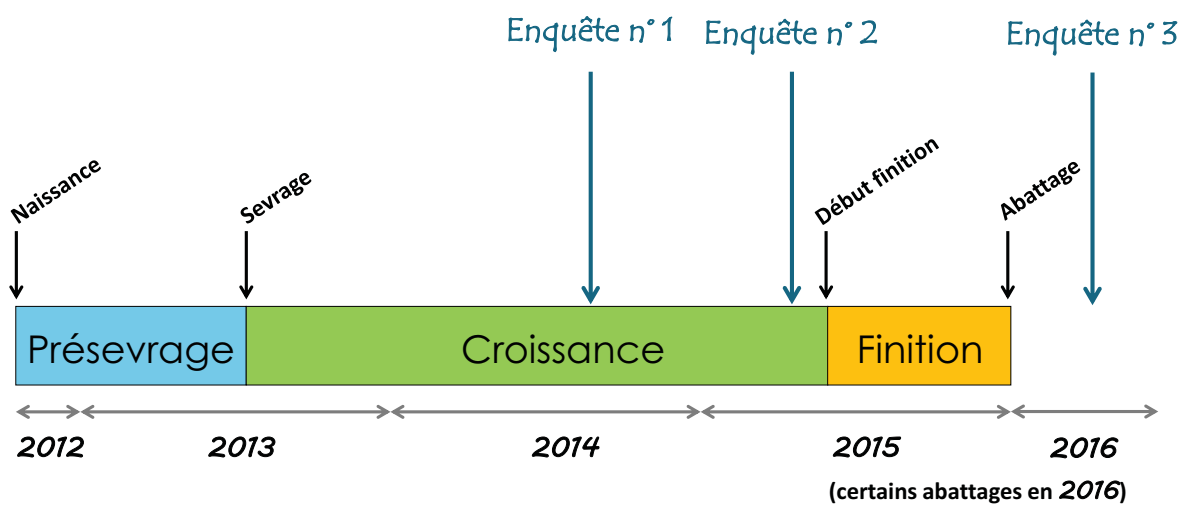 Enquête n° 1
Enquête n° 2
Enquête n° 3
Naissance
Sevrage
Début finition
Abattage
Présevrage
Croissance
Finition
2012
2013
2014
2015
2016
(certains abattages en 2016)